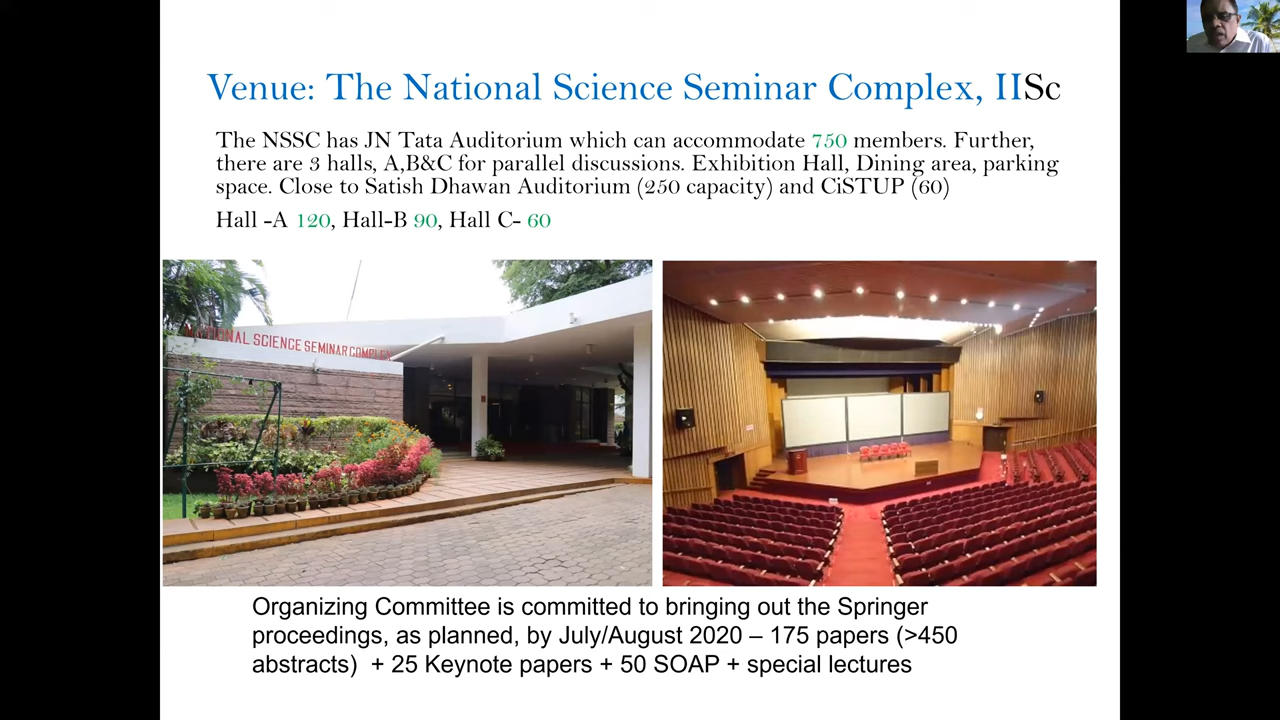 Venue: The National Science Seminar Complex, IISc
The NSSC has JN Tata Auditorium which can accommodate 750 members. Further,
there are 3 halls, A,B&C for parallel discussions. Exhibition Hall, Dining area, parking
space. Close to Satish Dhawan Auditorium (250 capacity) and CiSTUP (60)
Hall -A 120, Hall-B 90, Hall C- 60
NATIONAL SCIENCE SEMINAR COMPLEX
Organizing Committee is committed to bringing out the Springer
proceedings, as planned, by July/August 2020 – 175 papers (>450
abstracts) + 25 Keynote papers + 50 SOAP + special lectures